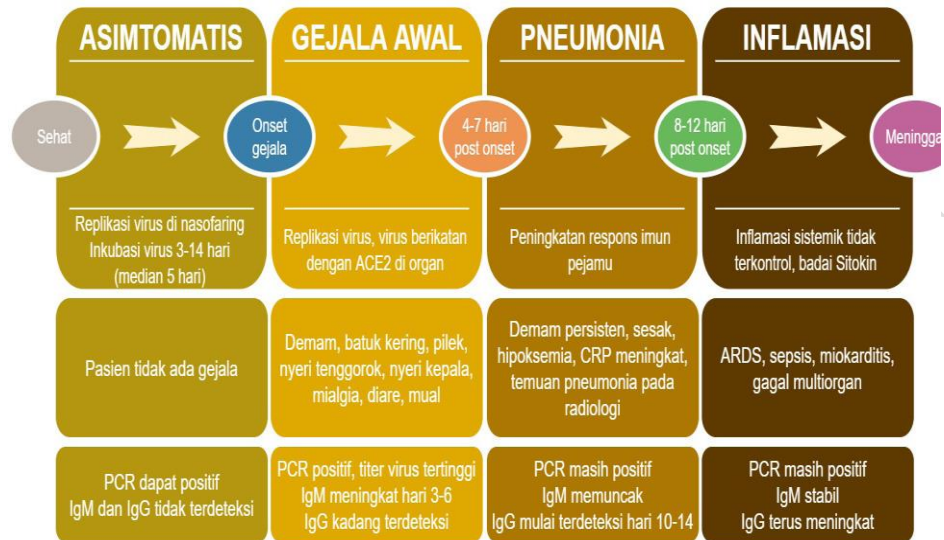 ASIMTOMATIS
GEJALA AWAL
PNEUMONIA
INFLAMASI
Sehat
Onset
gejala
4-7 hari
post onset
8-12 hari
post onset
Meningga
Replikasi virus di nasofaring
Inkubasi virus 3-14 hari
(median 5 hari)
Replikasi virus, virus berikatan
dengan ACE2 di organ
Peningkatan respons imun
pejamu
Inflamasi sistemik tidak
terkontrol, badai Sitokin
Pasien tidak ada gejala
Demam, batuk kering, pilek,
nyeri tenggorok, nyeri kepala,
mialgia, diare, mual
Demam persisten, sesak,
hipoksemia, CRP meningkat,
temuan pneumonia pada
radiologi
ARDS, sepsis, miokarditis,
gagal multiorgan
PCR dapat positif
IgM dan IgG tidak terdeteksi
PCR positif, titer virus tertinggi
IgM meningkat hari 3-6
IgG kadang terdeteksi
PCR masih positif
IgM memuncak
IgG mulai terdeteksi hari 10-14
PCR masih positif
IgM stabil
IgG terus meningkat